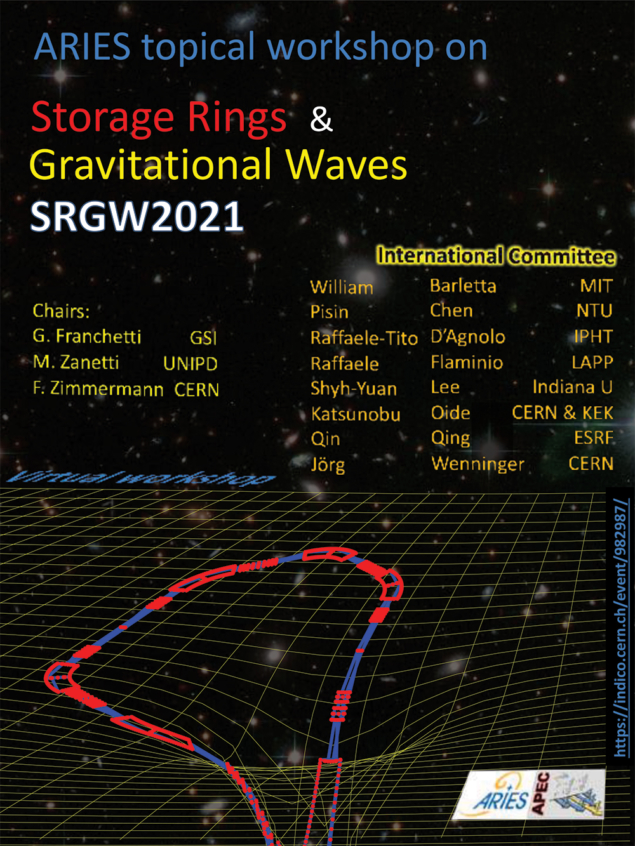 ARIES topical workshop on
Storage Rings &
Gravitational Waves
SRGW2021
International Committee
William Barletta MIT
Pisin Chen NTU
Raffaele-Tito D'Agnolo IPHT
Raffaele Flaminio LAPP
Shyh-Yuan Lee Indiana U
Katsunobu Oide CERN & KEK
Qin Qing ESRF
Jörg Wenninger CERN
Chairs:
G. Franchetti GSI
M. Zanetti UNIPD
F. Zimmermann CERN
Virtual workshop
https://indico.cern.ch/event/982987/
ARIES
APEC